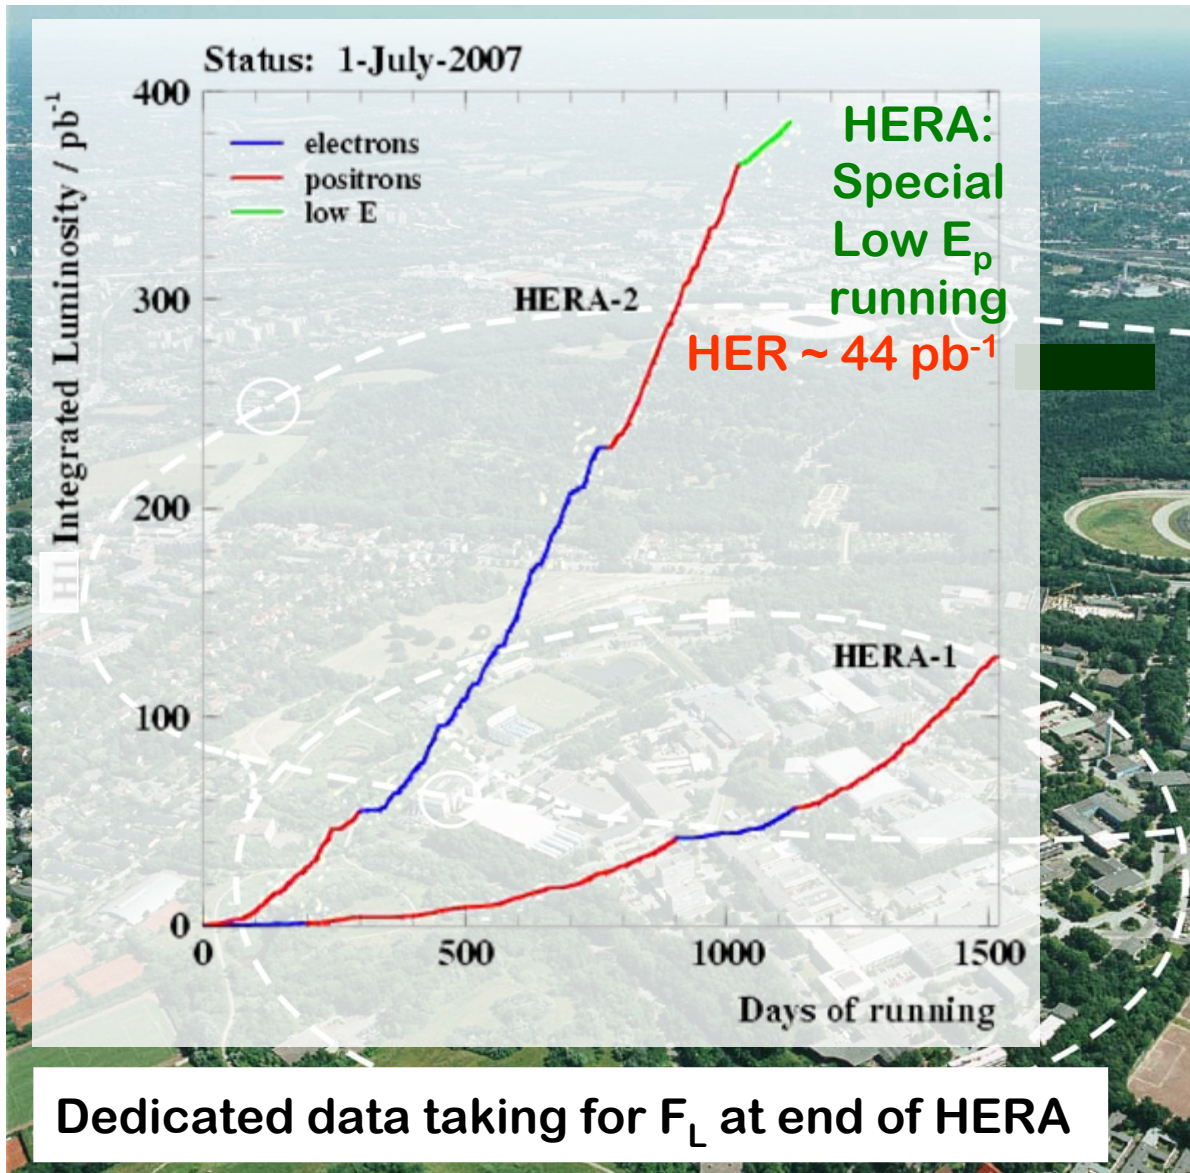 Status: 1-July-2007
H1 Integrated Luminosity / pb⁻¹
400
300
200
100
0
electrons
positrons
low E
HERA-2
HERA-1
HERA:
Special
Low Eₚ
running
HER ~ 44 pb⁻¹
0 500 1000 1500
Days of running
Dedicated data taking for F_L at end of HERA